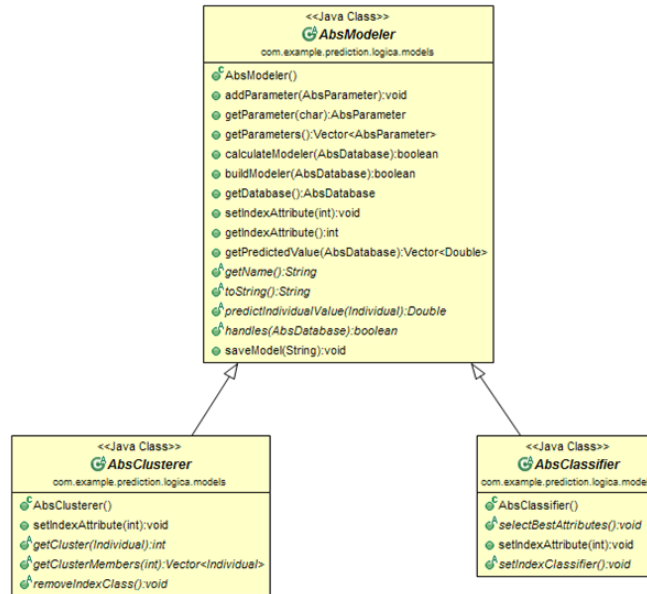 <<Java Class>>
AbsModeler
com.example.prediction.logica.models
AbsModeler()
addParameter(AbsParameter):void
getParameter(char):AbsParameter
getParameters():Vector<AbsParameter>
calculateModeler(AbsDatabase):boolean
buildModeler(AbsDatabase):boolean
getDatabase():AbsDatabase
setIndexAttribute(int):void
getIndexAttribute():int
getPredictedValue(AbsDatabase):Vector<Double>
getName():String
toString():String
predictIndividualValue(Individual):Double
handles(AbsDatabase):boolean
saveModel(String):void
<<Java Class>>
AbsClusterer
com.example.prediction.logica.models
AbsClusterer()
setIndexAttribute(int):void
getCluster(Individual):int
getClusterMembers(int):Vector<Individual>
removeIndexClass():void
<<Java Class>>
AbsClassifier
com.example.prediction.logica.model
AbsClassifier()
selectBestAttributes():void
setIndexAttribute(int):void
setIndexClassifier():void